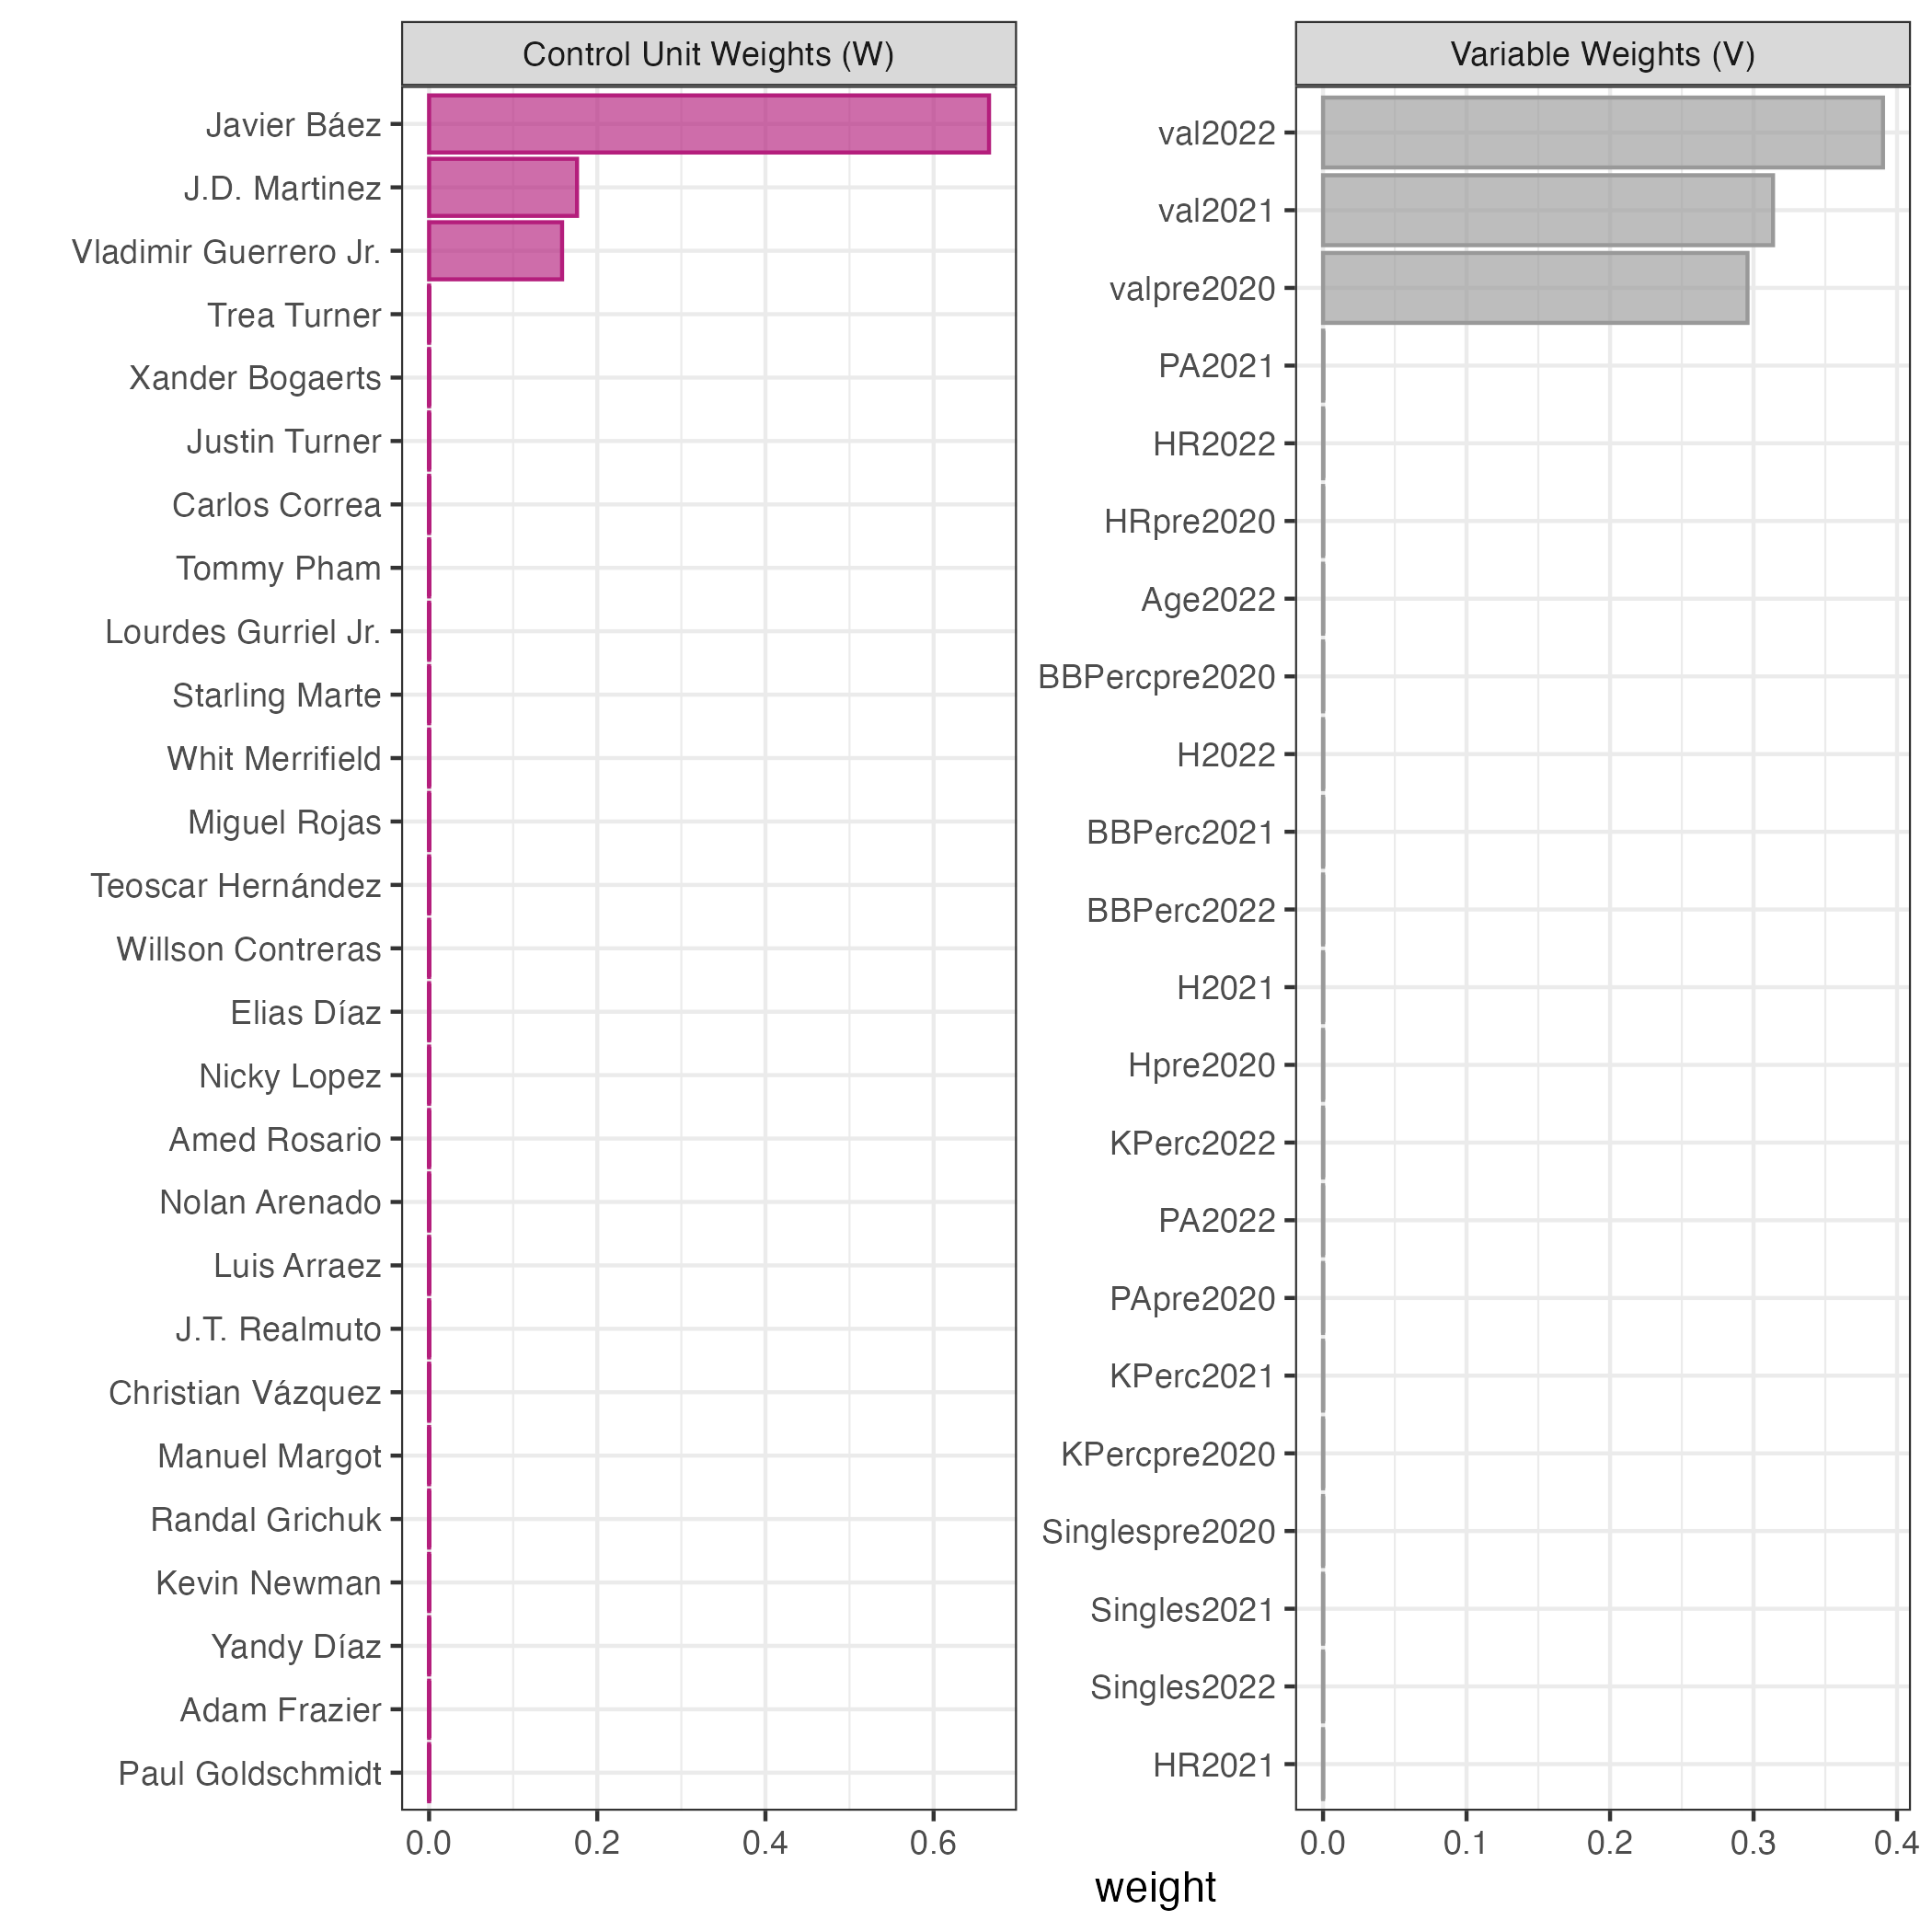 Control Unit Weights (W)
Javier Báez
J.D. Martinez
Vladimir Guerrero Jr.
Trea Turner
Xander Bogaerts
Justin Turner
Carlos Correa
Tommy Pham
Lourdes Gurriel Jr.
Starling Marte
Whit Merrifield
Miguel Rojas
Teoscar Hernández
Willson Contreras
Elias Díaz
Nicky Lopez
Amed Rosario
Nolan Arenado
Luis Arraez
J.T. Realmuto
Christian Vázquez
Manuel Margot
Randal Grichuk
Kevin Newman
Yandy Díaz
Adam Frazier
Paul Goldschmidt
0.0 0.2 0.4 0.6
Variable Weights (V)
val2022
val2021
valpre2020
PA2021
HR2022
HRpre2020
Age2022
BBPercpre2020
H2022
BBPerc2021
BBPerc2022
H2021
Hpre2020
KPerc2022
PA2022
PApre2020
KPerc2021
KPercpre2020
Singlespre2020
Singles2021
Singles2022
HR2021
0.0 0.1 0.2 0.3 0.4
weight